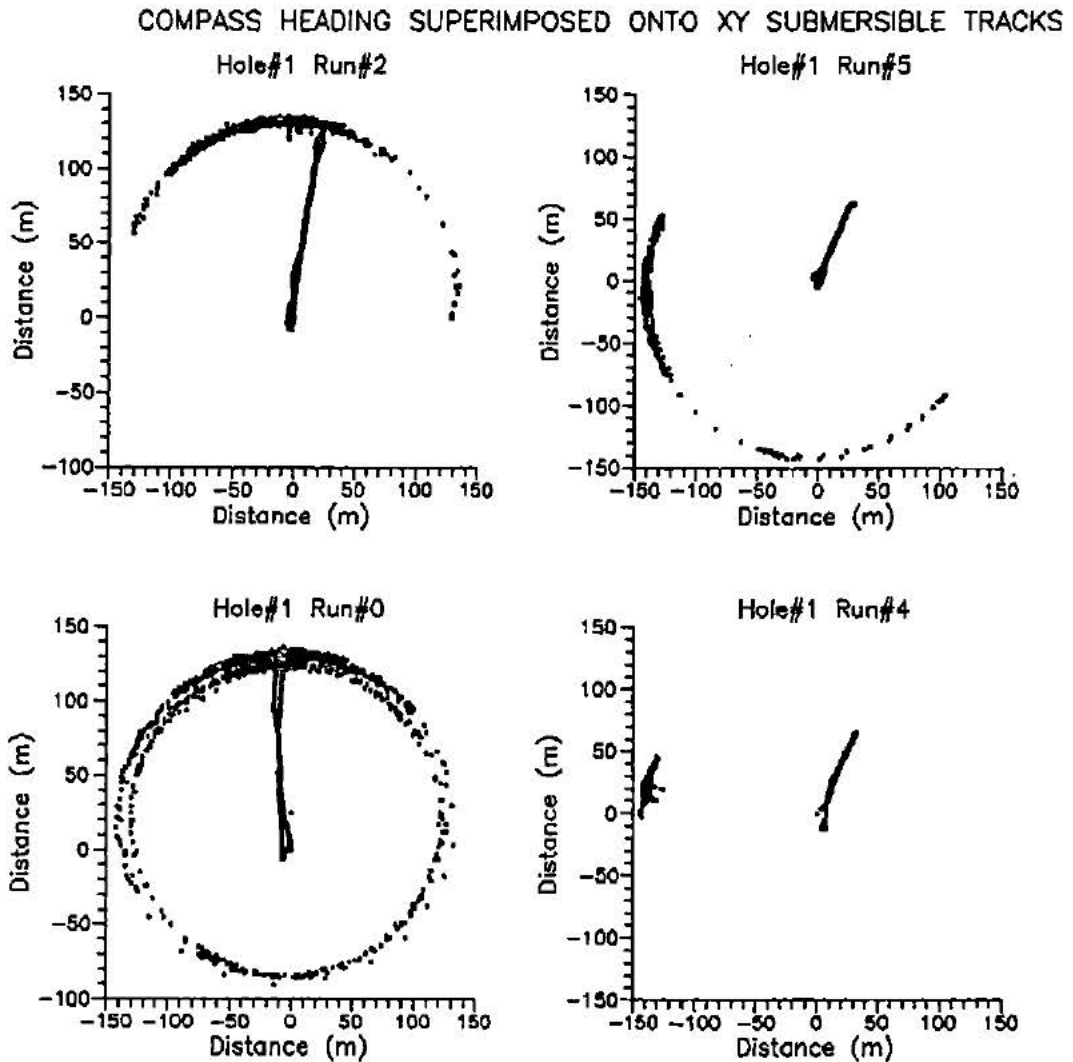 COMPASS HEADING SUPERIMPOSED ONTO XY SUBMERSIBLE TRACKS
Hole#1 Run#2
150
100
50
0
-50
-100
-150 -100 -50 0 50 100 150
Distance (m)
Distance (m)
Hole#1 Run#5
150
100
50
0
-50
-100
-150
-150 -100 -50 0 50 100 150
Distance (m)
Distance (m)
Hole#1 Run#0
150
100
50
0
-50
-100
-150 -100 -50 0 50 100 150
Distance (m)
Distance (m)
Hole#1 Run#4
150
100
50
0
-50
-100
-150
-150 -100 -50 0 50 100 150
Distance (m)
Distance (m)